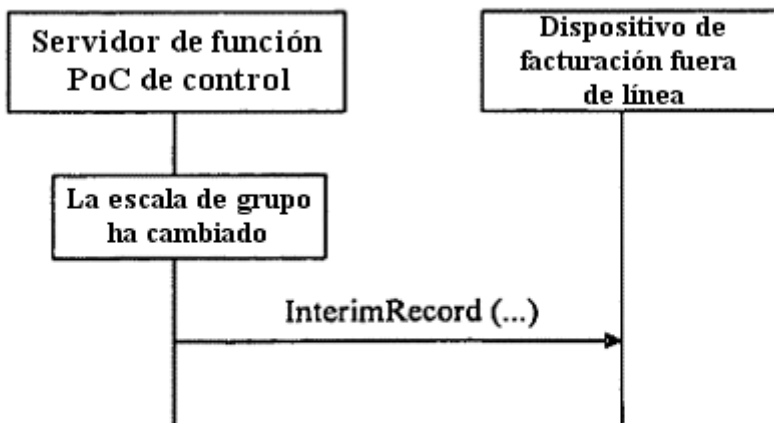 Servidor de función
PoC de control
Dispositivo de
facturación fuera
de línea
La escala de grupo
ha cambiado
InterimRecord (...)